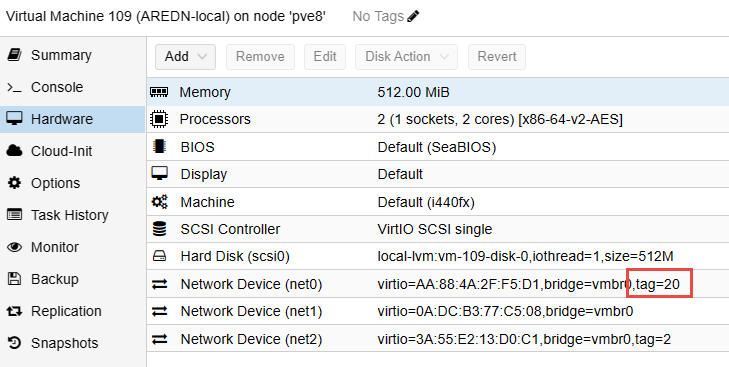 Virtual Machine 109 (AREDN-local) on node 'pve8' No Tags
Summary
Console
Hardware
Cloud-Init
Options
Task History
Monitor
Backup
Replication
Snapshots
Add Remove Edit Disk Action Revert
Memory 512.00 MiB
Processors 2 (1 sockets, 2 cores) [x86-64-v2-AES]
BIOS Default (SeaBIOS)
Display Default
Machine Default (i440fx)
SCSI Controller VirtIO SCSI single
Hard Disk (scsi0) local-lvm:vm-109-disk-0,iothread=1,size=512M
Network Device (net0) virtio=AA:88:4A:2F:F5:D1,bridge=vmbr0,tag=20
Network Device (net1) virtio=0A:DC:B3:77:C5:08,bridge=vmbr0
Network Device (net2) virtio=3A:55:E2:13:D0:C1,bridge=vmbr0,tag=2